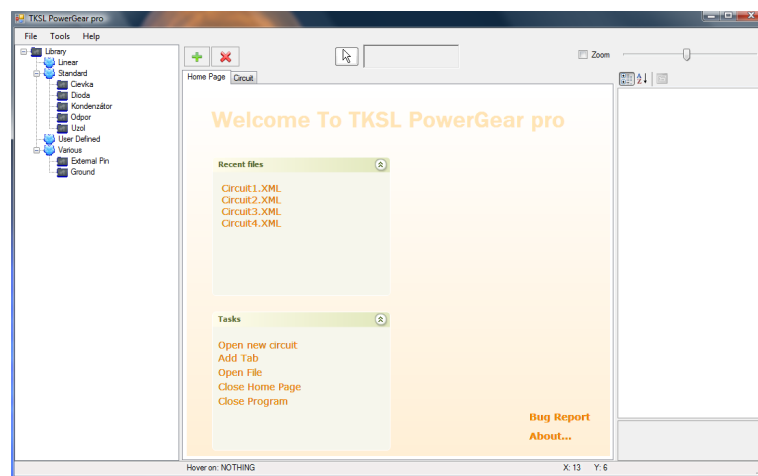 TKSL PowerGear pro
File Tools Help
Library
Linear
Standard
Cievka
Dioda
Kondenzátor
Odpor
Uzol
User Defined
Various
External Pin
Ground
Zoom
Home Page Circuit
Welcome To TKSL PowerGear pro
Recent files
Circuit1.XML
Circuit2.XML
Circuit3.XML
Circuit4.XML
Tasks
Open new circuit
Add Tab
Open File
Close Home Page
Close Program
Bug Report
About...
Hover on: NOTHING X: 13 Y: 6